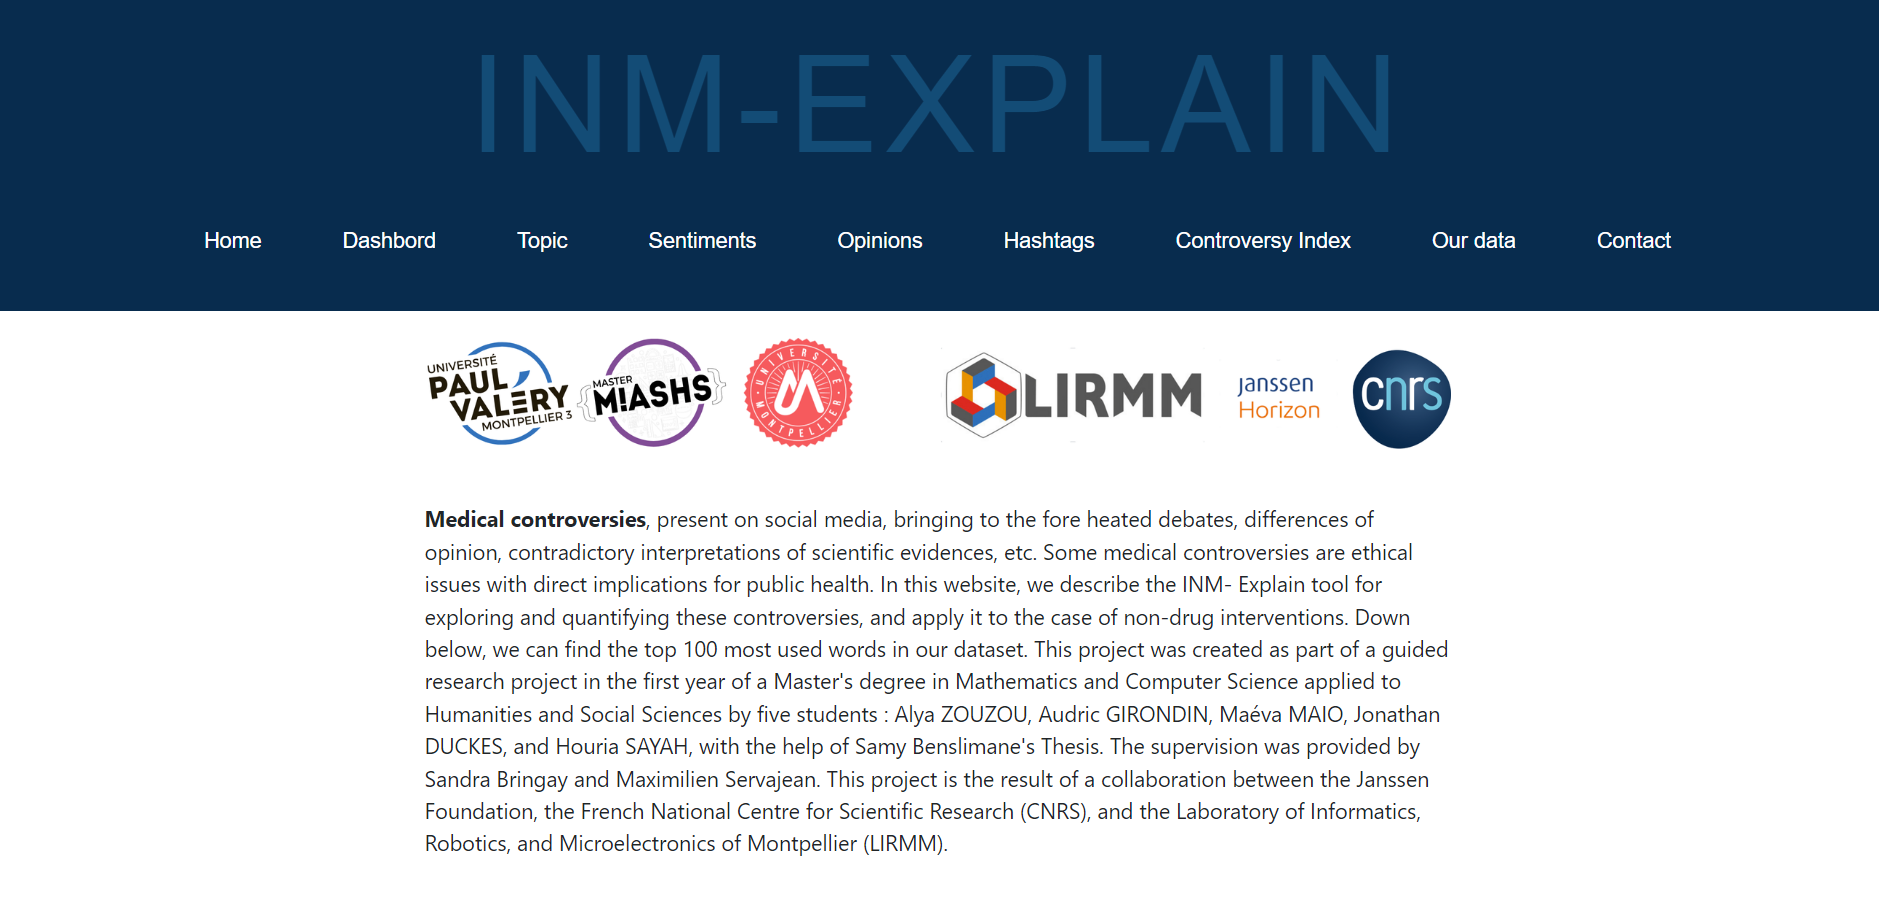 INM-EXPLAIN
Home Dashbord Topic Sentiments Opinions Hashtags Controversy Index Our data Contact
UNIVERSITÉ
PAUL
VALÉRY
MONTPELLIER 3
MASTER
{M!ASHS}
UNIVERSITÉ
MONTPELLIER
LIRMM
janssen
Horizon
cnrs
Medical controversies, present on social media, bringing to the fore heated debates, differences of
opinion, contradictory interpretations of scientific evidences, etc. Some medical controversies are ethical
issues with direct implications for public health. In this website, we describe the INM- Explain tool for
exploring and quantifying these controversies, and apply it to the case of non-drug interventions. Down
below, we can find the top 100 most used words in our dataset. This project was created as part of a guided
research project in the first year of a Master's degree in Mathematics and Computer Science applied to
Humanities and Social Sciences by five students : Alya ZOUZOU, Audric GIRONDIN, Maéva MAIO, Jonathan
DUCKES, and Houria SAYAH, with the help of Samy Benslimane's Thesis. The supervision was provided by
Sandra Bringay and Maximilien Servajean. This project is the result of a collaboration between the Janssen
Foundation, the French National Centre for Scientific Research (CNRS), and the Laboratory of Informatics,
Robotics, and Microelectronics of Montpellier (LIRMM).